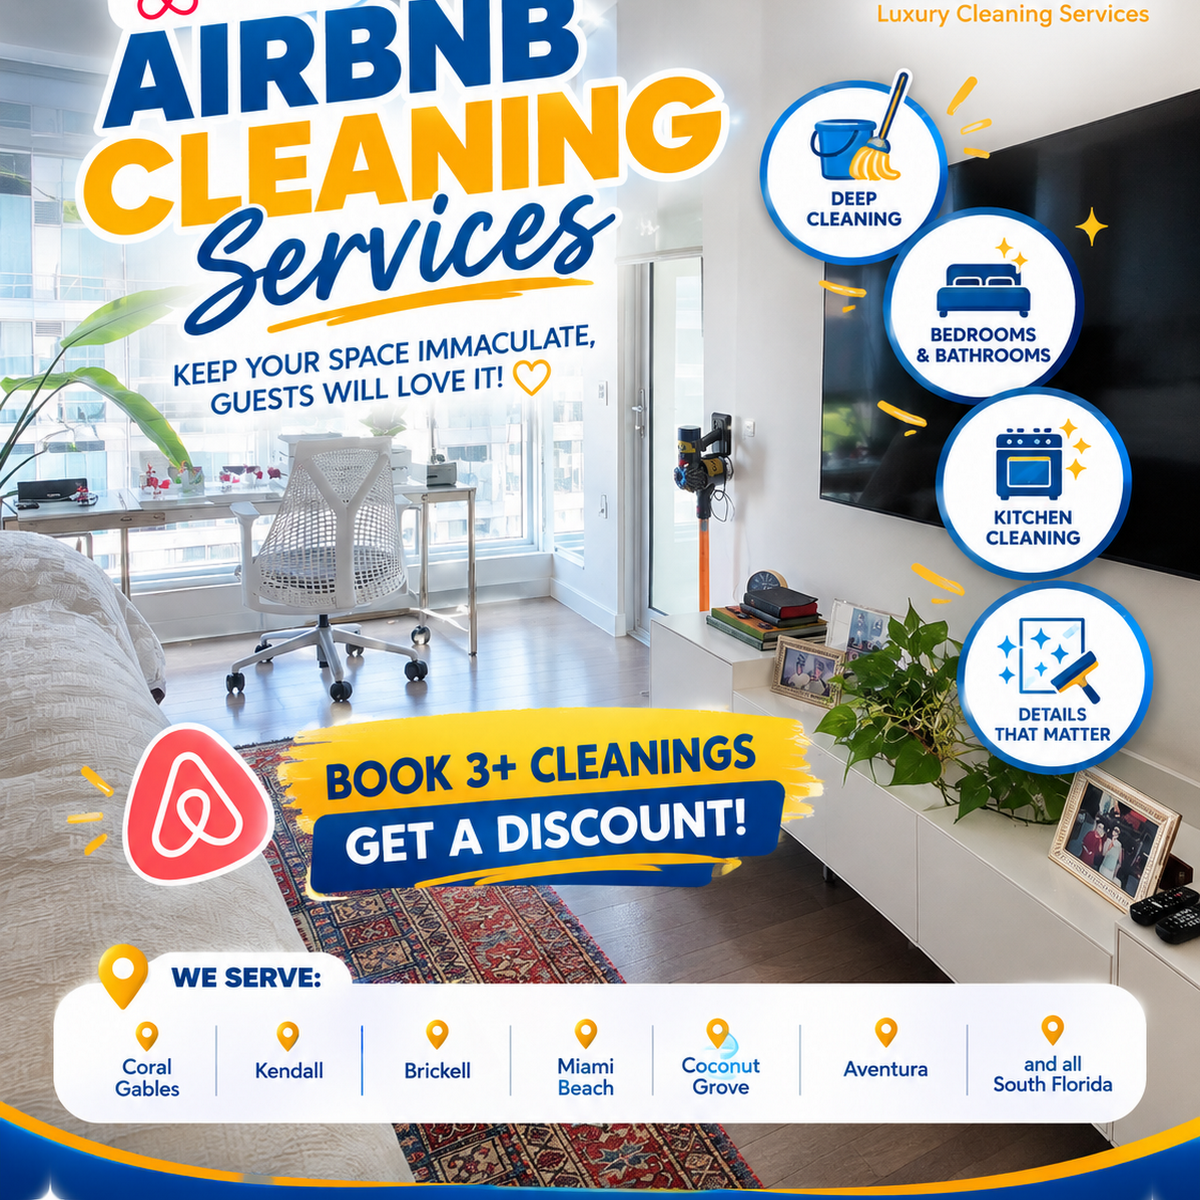 Luxury Cleaning Services
AIRBNB
CLEANING
Services
KEEP YOUR SPACE IMMACULATE,
GUESTS WILL LOVE IT!
DEEP
CLEANING
BEDROOMS
& BATHROOMS
KITCHEN
CLEANING
DETAILS
THAT MATTER
BOOK 3+ CLEANINGS
GET A DISCOUNT!
WE SERVE:
Coral
Gables
Kendall
Brickell
Miami
Beach
Coconut
Grove
Aventura
and all
South Florida